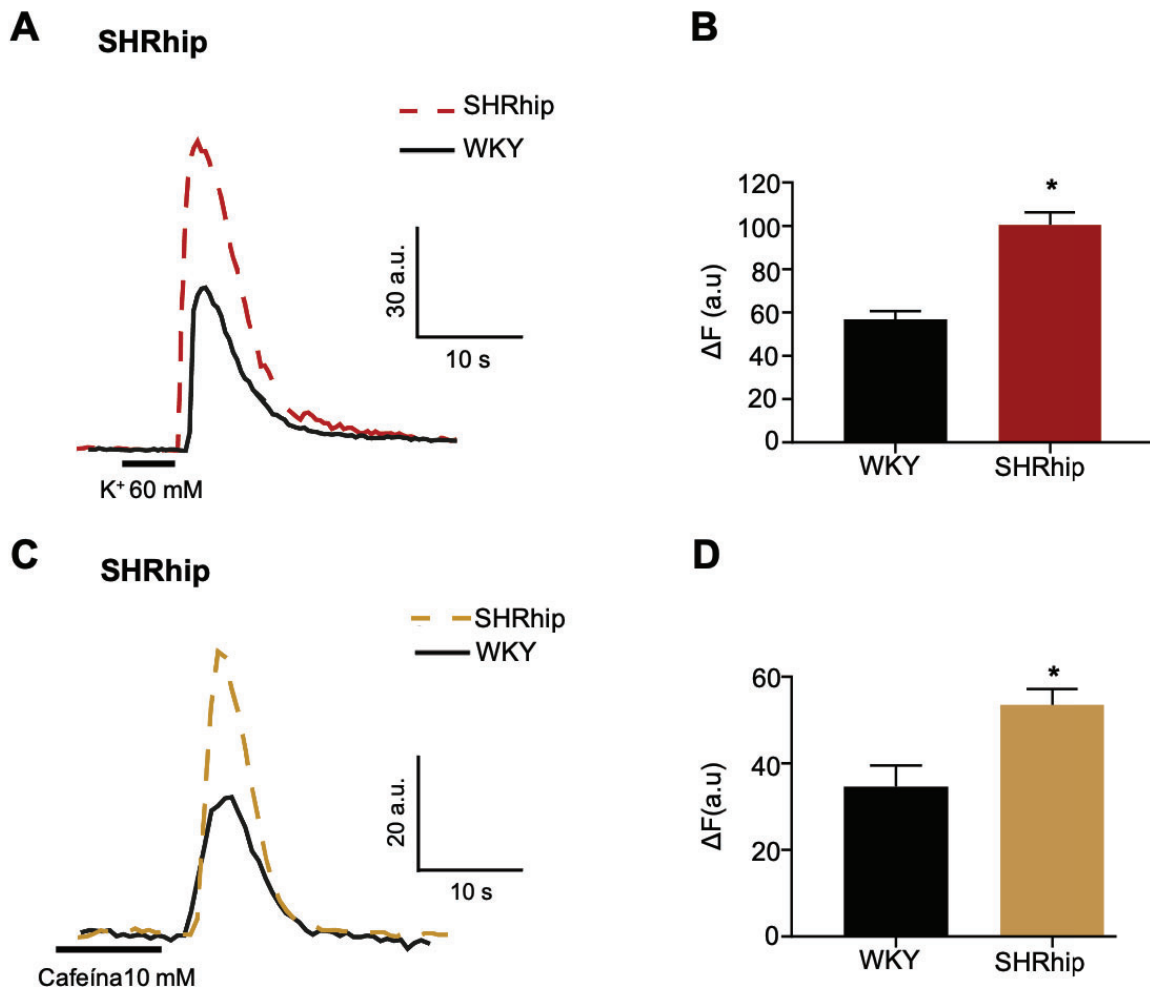 A
SHRhip
SHRhip
WKY
30 a.u.
10 s
K⁺ 60 mM
B
120
100
80
60
40
20
0
ΔF (a.u)
*
WKY
SHRhip
C
SHRhip
SHRhip
WKY
20 a.u.
10 s
Cafeína10 mM
D
60
40
20
0
ΔF(a.u)
*
WKY
SHRhip